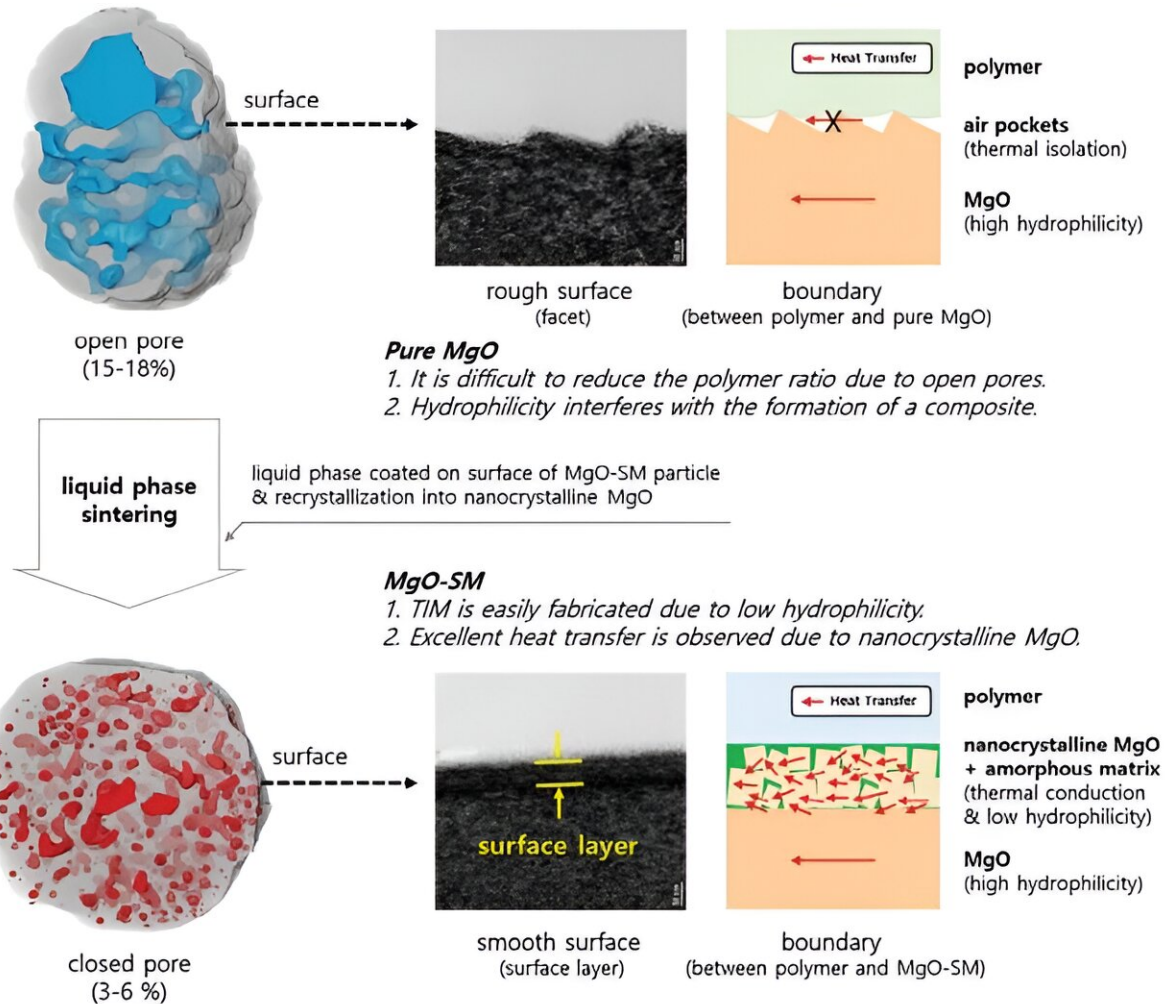 surface
Heat Transfer
polymer
air pockets
(thermal isolation)
MgO
(high hydrophilicity)
open pore
(15-18%)
rough surface
(facet)
boundary
(between polymer and pure MgO)
Pure MgO
1. It is difficult to reduce the polymer ratio due to open pores.
2. Hydrophilicity interferes with the formation of a composite.
liquid phase
sintering
liquid phase coated on surface of MgO-SM particle
& recrystallization into nanocrystalline MgO
MgO-SM
1. TIM is easily fabricated due to low hydrophilicity.
2. Excellent heat transfer is observed due to nanocrystalline MgO.
surface
surface layer
Heat Transfer
polymer
nanocrystalline MgO
+ amorphous matrix
(thermal conduction
& low hydrophilicity)
MgO
(high hydrophilicity)
closed pore
(3-6 %)
smooth surface
(surface layer)
boundary
(between polymer and MgO-SM)